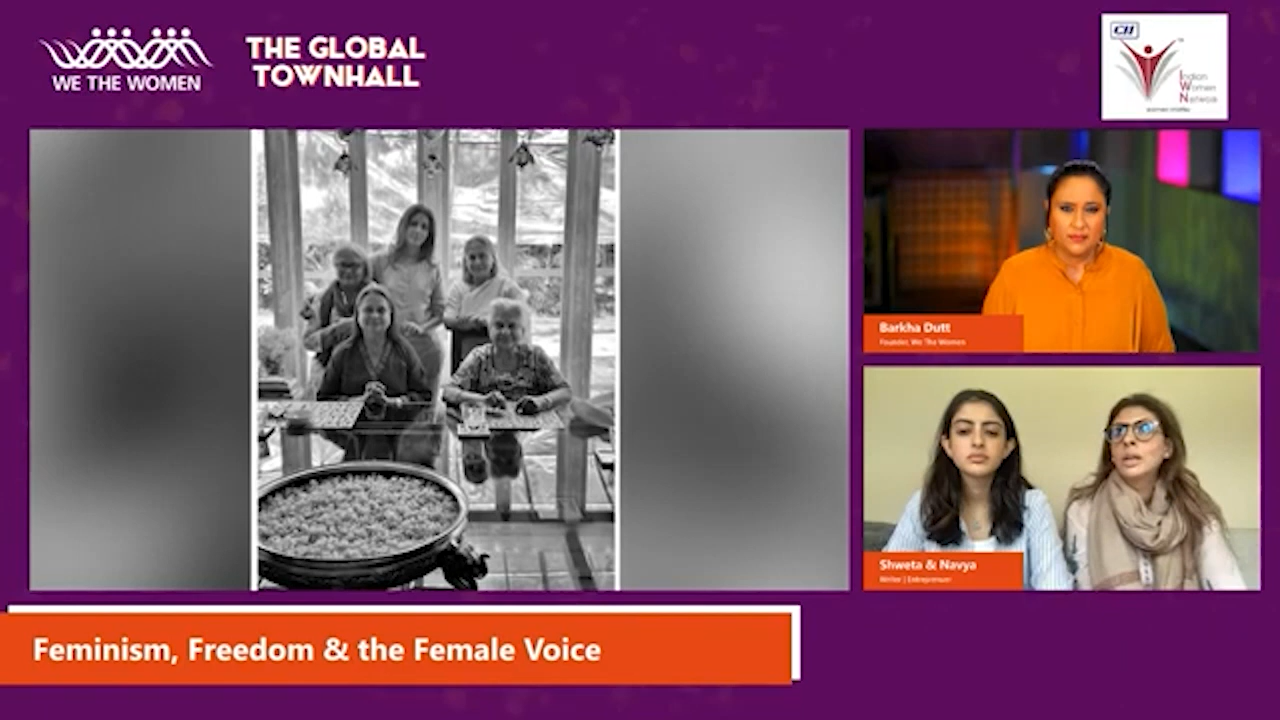 WE THE WOMEN
THE GLOBAL
TOWNHALL
CII
Indian
Women
Network
Barkha Dutt
Founder, We The Women
Shweta & Navya
Writer | Entreprenuer
Feminism, Freedom & the Female Voice